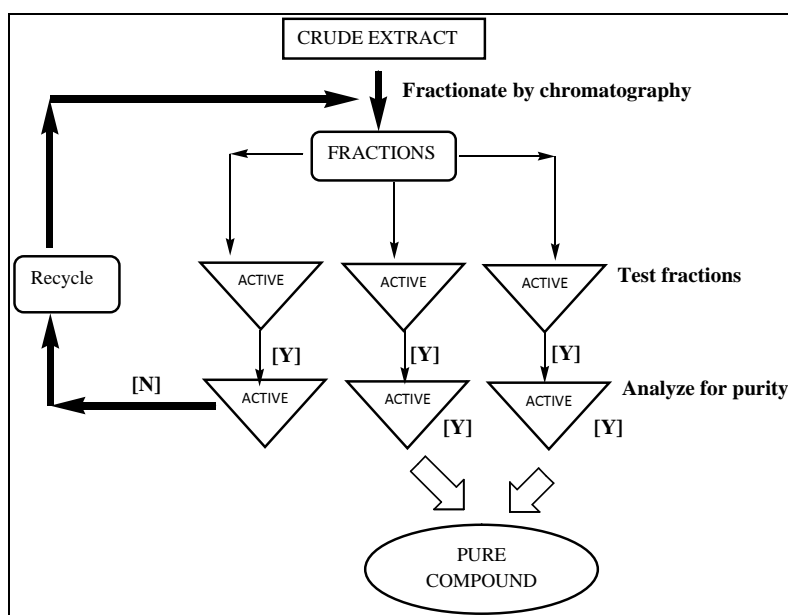 CRUDE EXTRACT
Fractionate by chromatography
FRACTIONS
Recycle
ACTIVE
ACTIVE
ACTIVE
Test fractions
[Y]
[Y]
[Y]
[N]
ACTIVE
ACTIVE
ACTIVE
Analyze for purity
[Y]
[Y]
PURE
COMPOUND